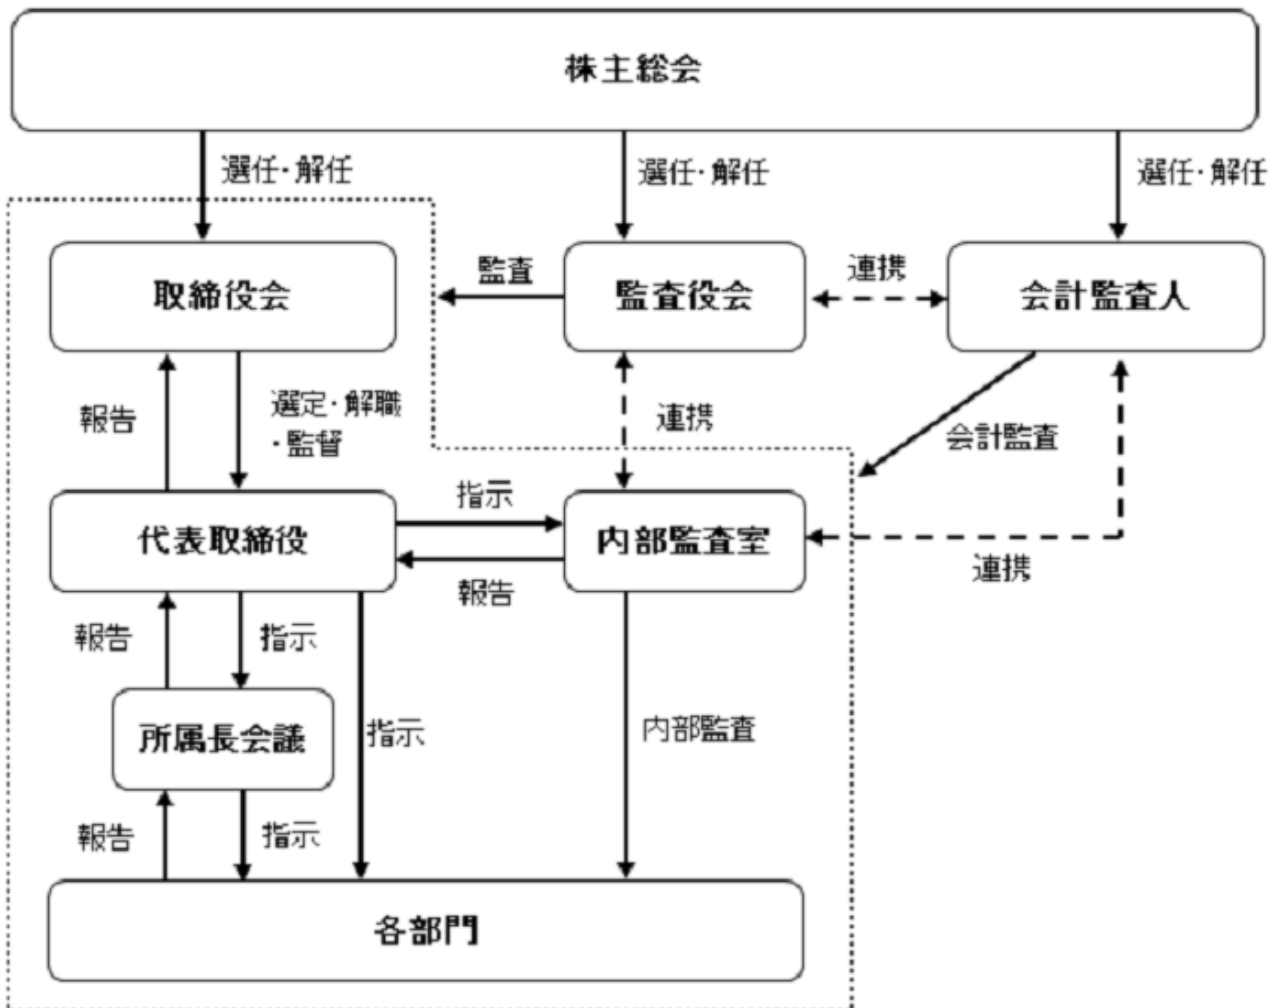 株主総会
選任・解任
選任・解任
選任・解任
取締役会
監査
監査役会
連携
会計監査人
報告
選定・解職
・監督
連携
会計監査
代表取締役
指示
報告
内部監査室
連携
報告
指示
所属長会議
指示
内部監査
報告
指示
各部門